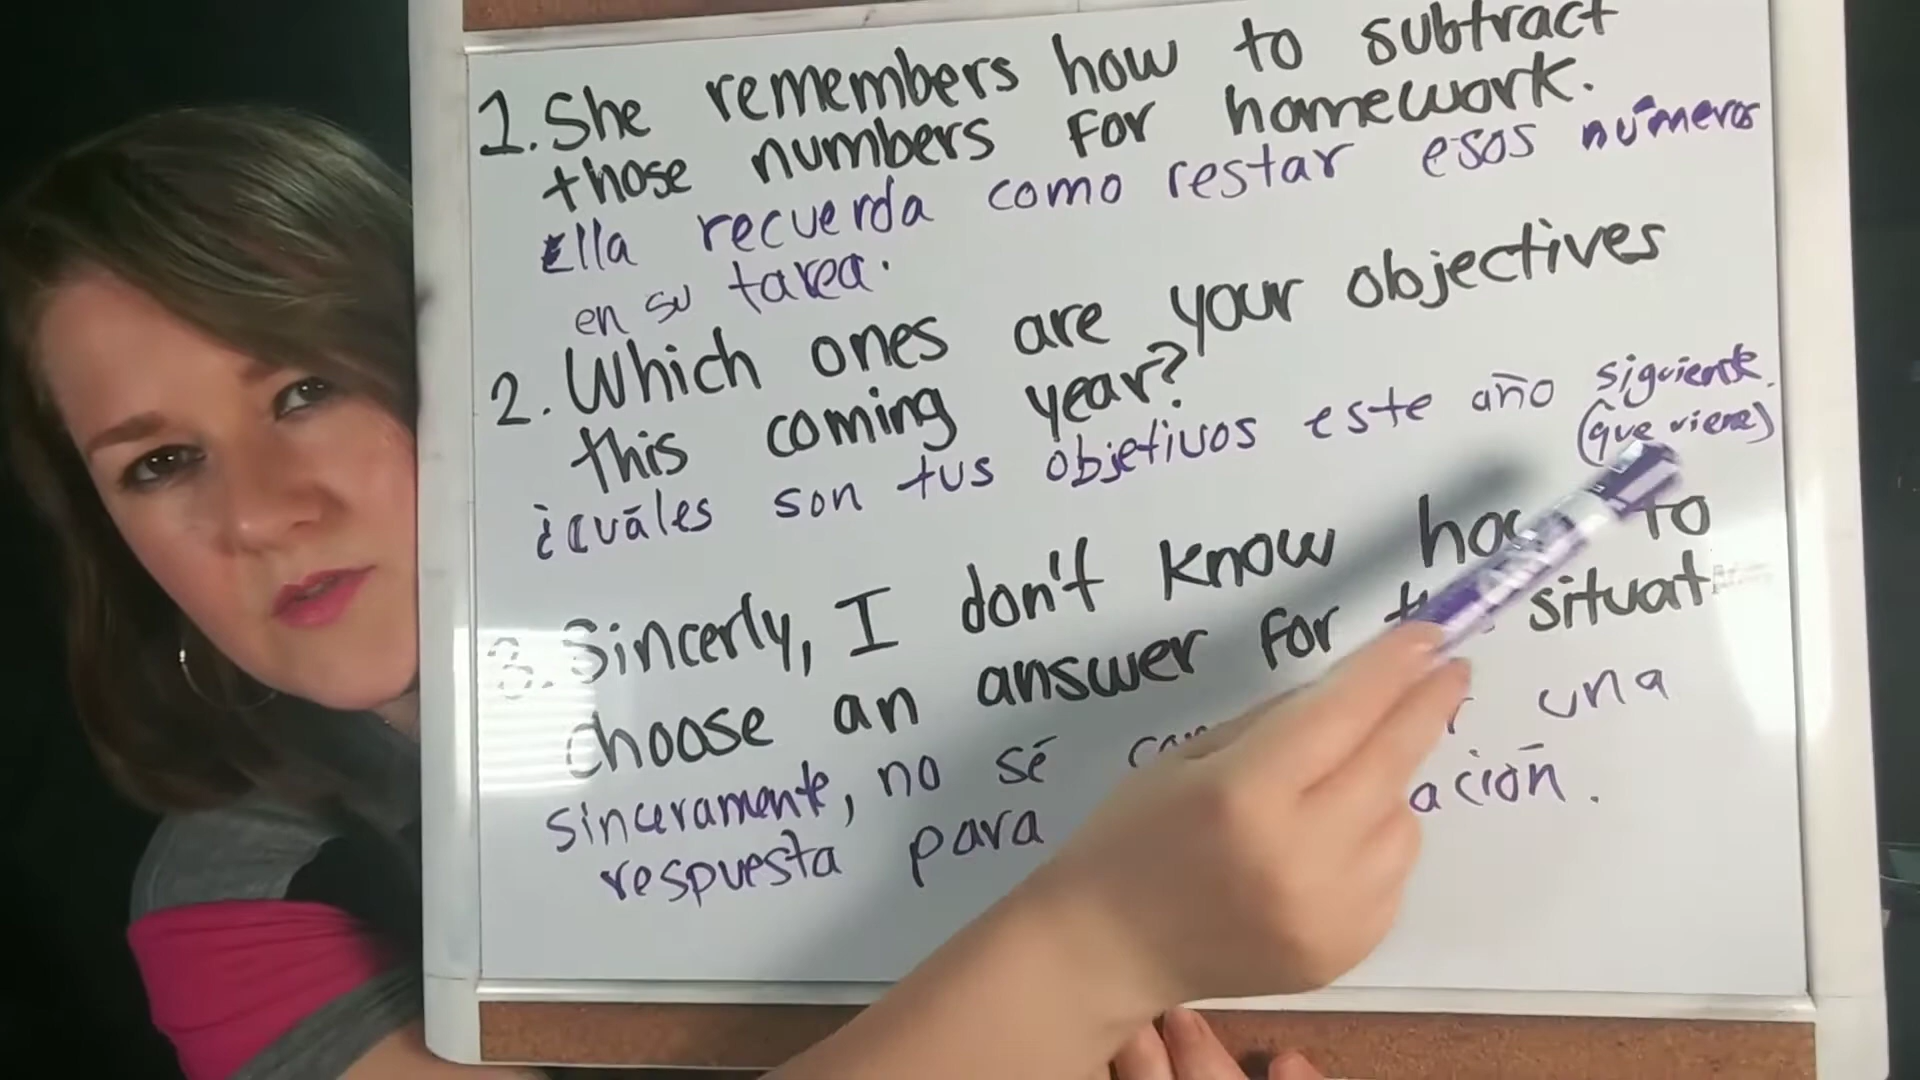 1. She remembers how to subtract
those numbers for homework.
Ella recuerda como restar esos números
en su tarea.
2. Which ones are your objectives
this coming year?
¿cuáles son tus objetivos este año siguiente.
(que viene)
3. Sincerly, I don't know to
choose an answer for situat
sinceramente, no sé una
respuesta para ación.